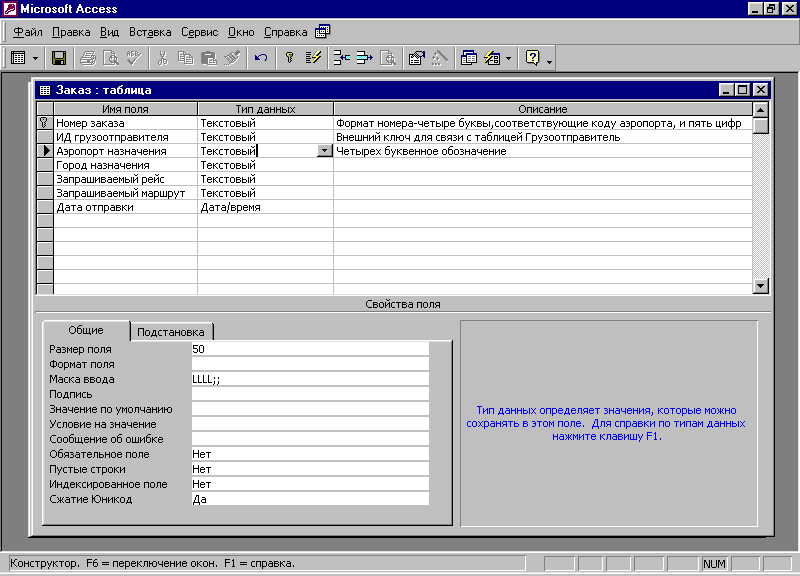 Microsoft Access
Файл Правка Вид Вставка Сервис Окно Справка
Заказ : таблица
Имя поля Тип данных Описание
Номер заказа Текстовый Формат номера-четыре буквы,соответствующие коду аэропорта, и пять цифр
ИД грузоотправителя Текстовый Внешний ключ для связи с таблицей Грузоотправитель
Аэропорт назначения Текстовый Четырех буквенное обозначение
Город назначения Текстовый
Запрашиваемый рейс Текстовый
Запрашиваемый маршрут Текстовый
Дата отправки Дата/время
Свойства поля
Общие Подстановка
Размер поля 50
Формат поля
Маска ввода LLLL;;
Подпись
Значение по умолчанию
Условие на значение
Сообщение об ошибке
Обязательное поле Нет
Пустые строки Нет
Индексированное поле Нет
Сжатие Юникод Да
Тип данных определяет значения, которые можно
сохранять в этом поле. Для справки по типам данных
нажмите клавишу F1.
Конструктор. F6 = переключение окон. F1 = справка. NUM